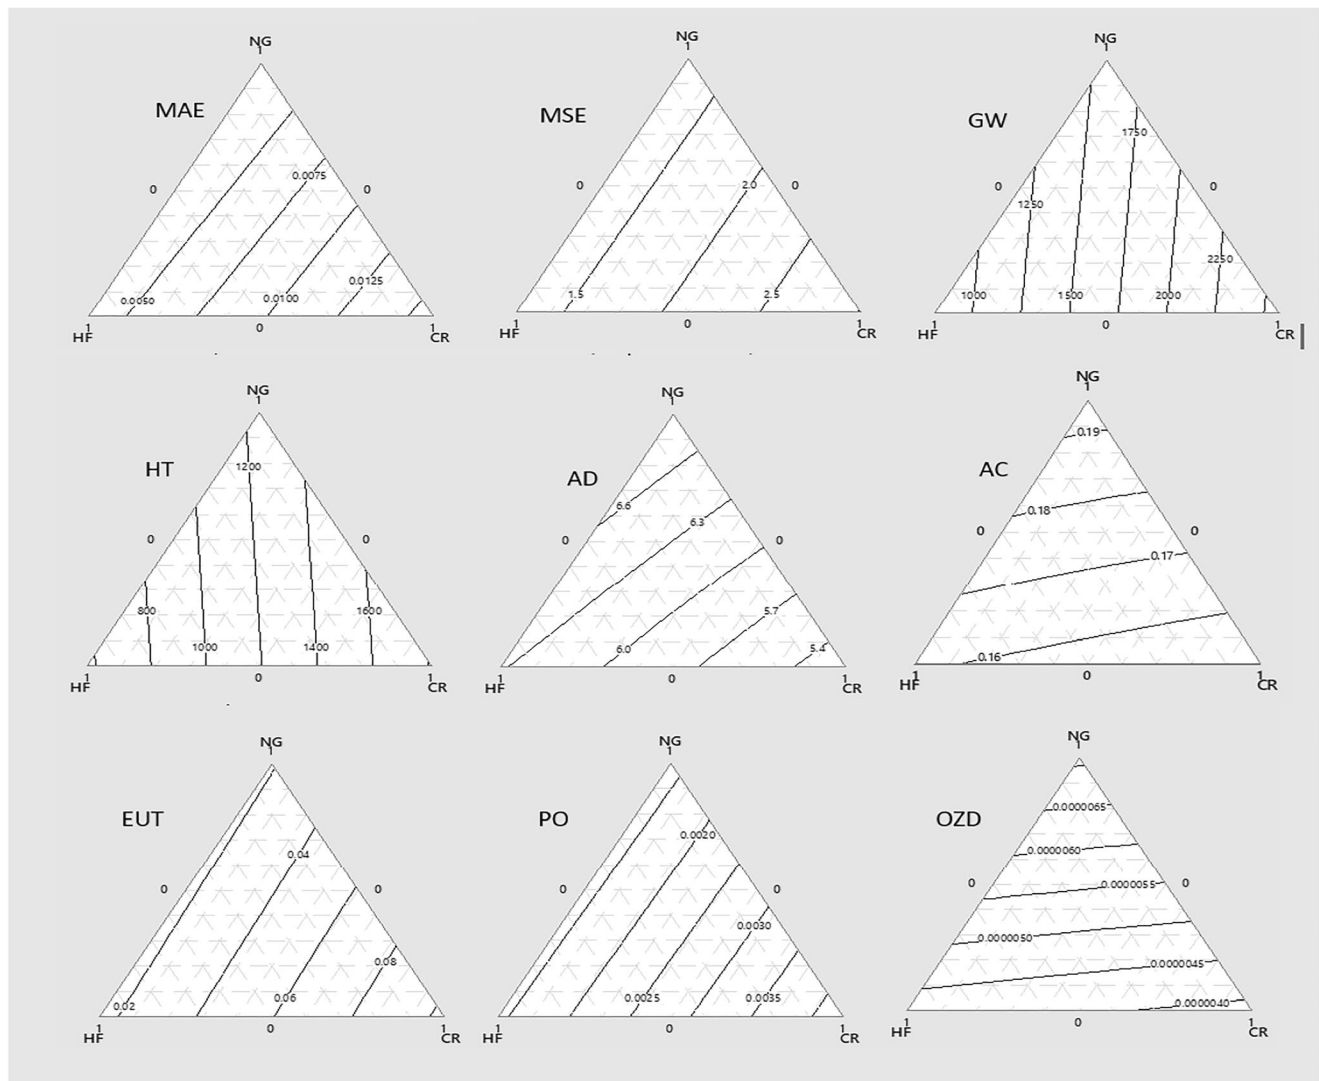 NG NG NG
1 1 1
MAE MSE GW
1750
0.0075 2.0
0 0 0 0 0 0
1250
2250
0.0125
0.0050 0.0100 1.5 2.5 1000 1500 2000
1 0 1 1 0 1 1 0 1
HF CR HF CR HF CR
NG NG NG
1 1 1
0.19
HT 1200 AD AC
6.6 6.3 0.18
0 0 0 0 0 0
0.17
800 1600 5.7
1000 1400 6.0 5.4 0.16
1 0 1 1 0 1 1 0 1
HF CR HF CR HF CR
NG NG NG
1 1 1
0.0000065
EUT PO OZD
0.0020
0.04 0.0000060
0 0 0 0 0 0
0.0000055
0.0030 0.0000050
0.08 0.0000045
0.02 0.06 0.0025 0.0035 0.0000040
1 0 1 1 0 1 1 0 1
HF CR HF CR HF CR